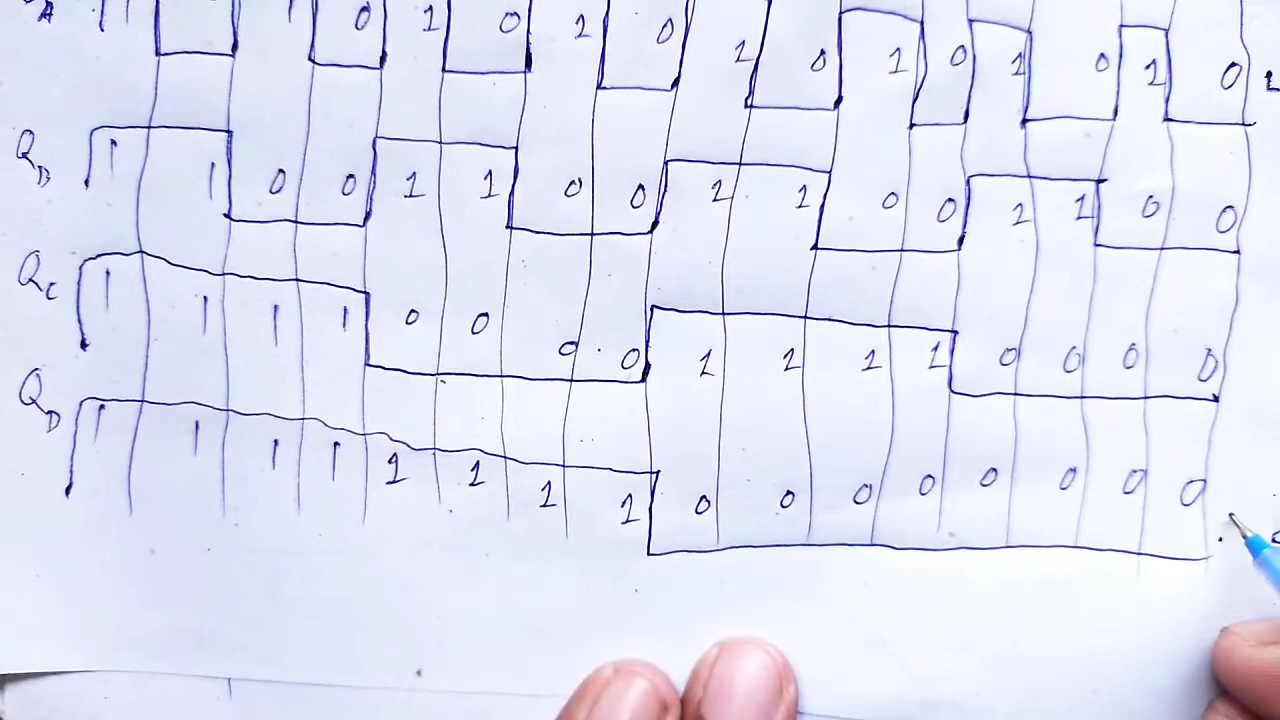 A 1 1 0 1 0 1 0 1 0 1 0 1 0 1 0
Q_B 1 1 0 0 1 1 0 0 1 1 0 0 1 1 0 0
Q_C 1 1 1 1 0 0 0 0 1 1 1 1 0 0 0 0
Q_D 1 1 1 1 1 1 1 1 0 0 0 0 0 0 0 0